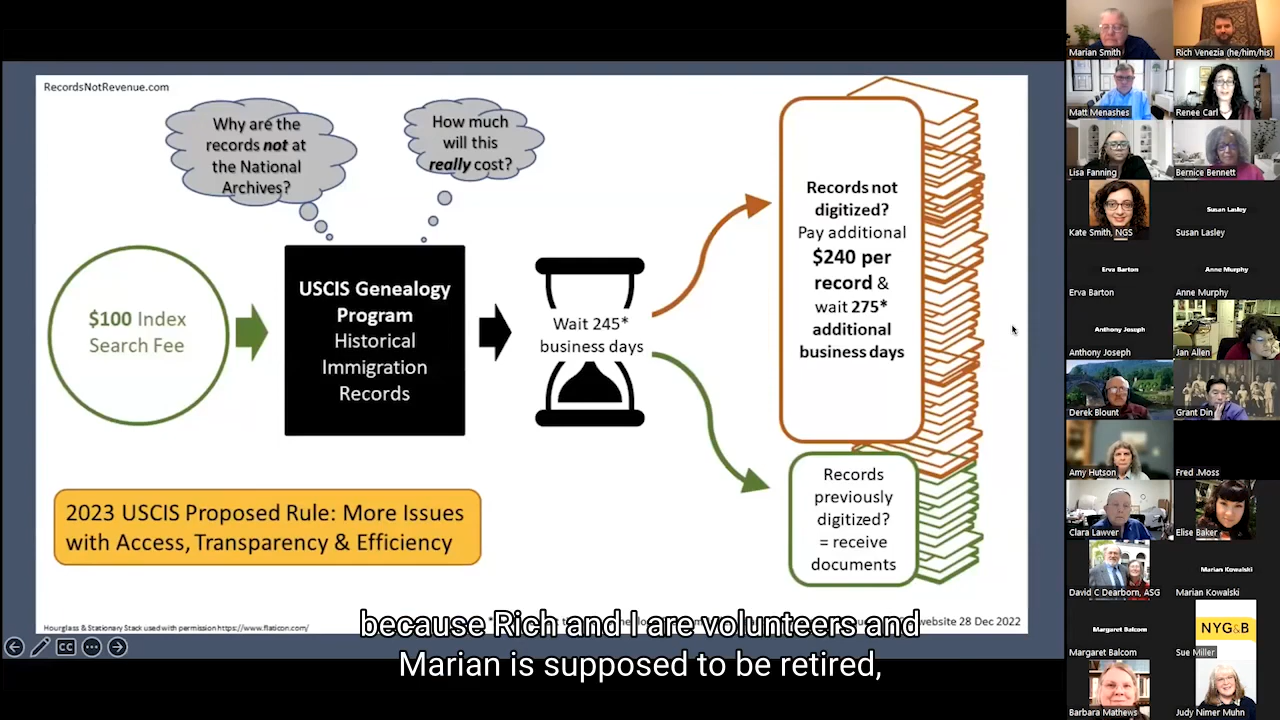 RecordsNotRevenue.com
Why are the
records not at
the National
Archives?
How much
will this
really cost?
$100 Index
Search Fee
USCIS Genealogy
Program
Historical
Immigration
Records
Wait 245*
business days
Records not
digitized?
Pay additional
$240 per
record &
wait 275*
additional
business days
Records
previously
digitized?
= receive
documents
2023 USCIS Proposed Rule: More Issues
with Access, Transparency & Efficiency
Hourglass & Stationary Stack used with permission https://www.flaticon.com/
website 28 Dec 2022
because Rich and I are volunteers and
Marian is supposed to be retired,
CC
Marian Smith
Rich Venezia (he/him/his)
Matt Menashes
Renee Carl
Lisa Fanning
Bernice Bennett
Kate Smith, NGS
Susan Lasley
Susan Lasley
Erva Barton
Erva Barton
Anne Murphy
Anne Murphy
Anthony Joseph
Anthony Joseph
Jan Allen
Derek Blount
Grant Din
Amy Hutson
Fred .Moss
Clara Lawver
Elise Baker
David C Dearborn, ASG
Marian Kowalski
Marian Kowalski
Margaret Balcom
Margaret Balcom
NYG&B
Sue Miller
Barbara Mathews
Judy Nimer Muhn